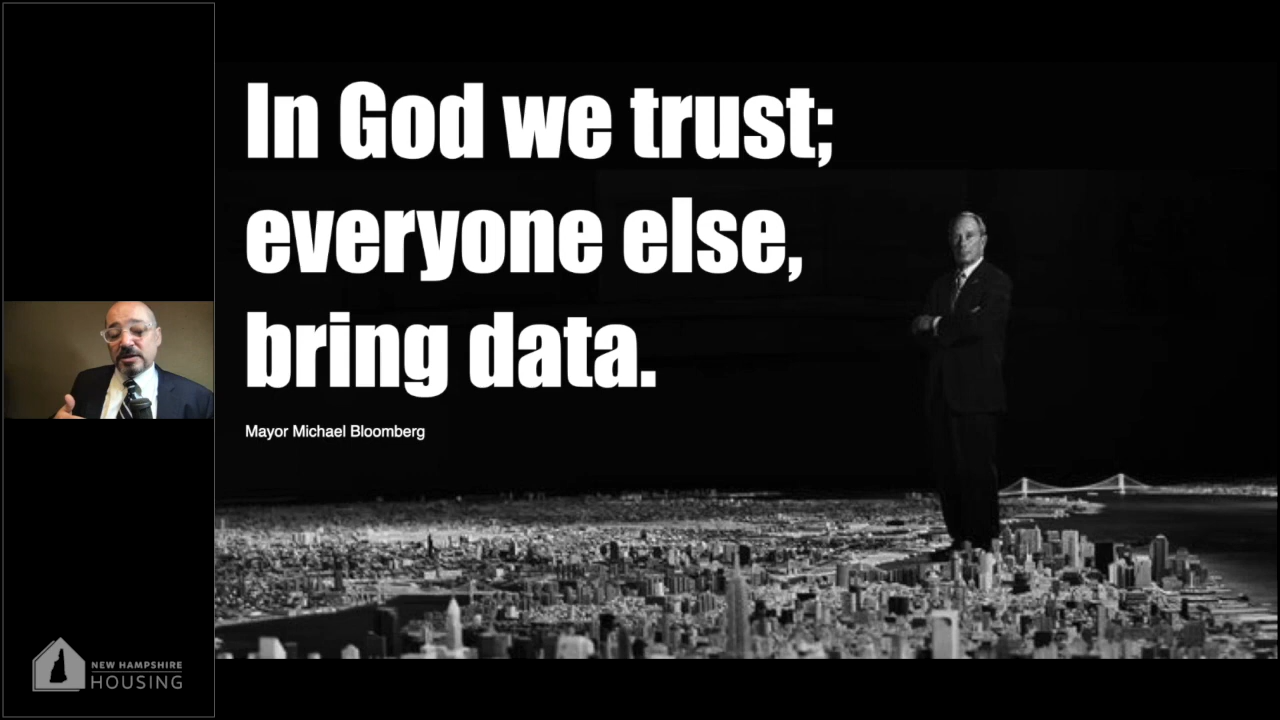 In God we trust;
everyone else,
bring data.
Mayor Michael Bloomberg
NEW HAMPSHIRE
HOUSING